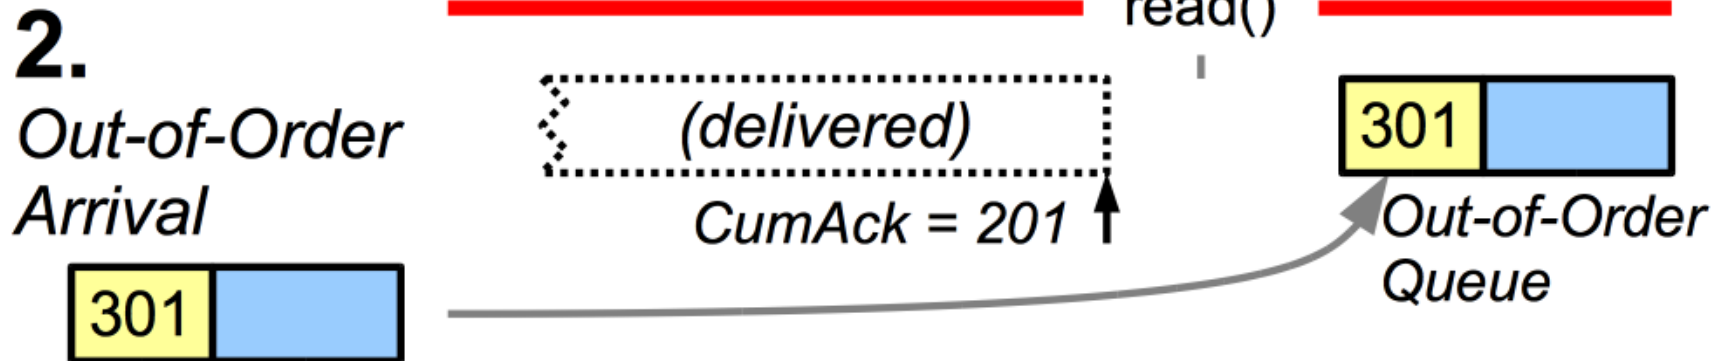 read()
2.
Out-of-Order
Arrival
(delivered)
301
CumAck = 201
Out-of-Order
Queue
301